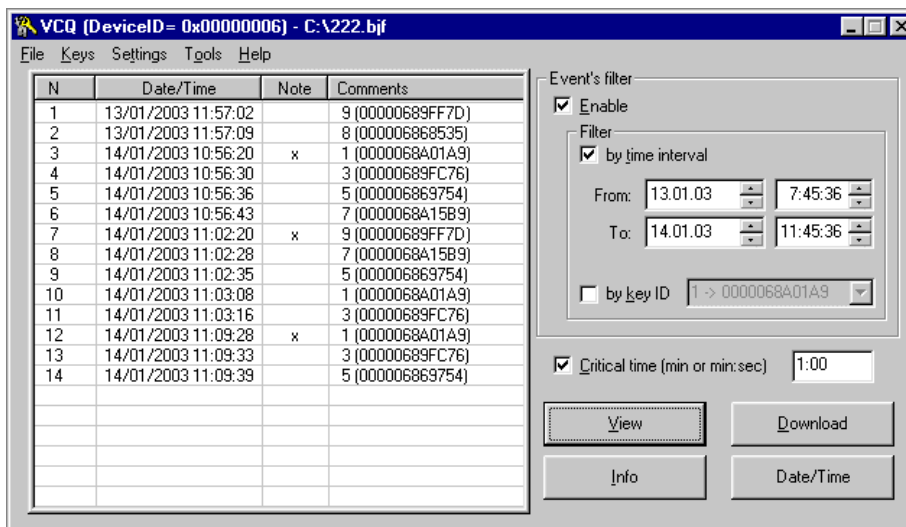 VCQ (DeviceID= 0x00000006) - C:\222.bjf
File Keys Settings Tools Help
N Date/Time Note Comments
1 13/01/2003 11:57:02 9 (00000689FF7D)
2 13/01/2003 11:57:09 8 (000006868535)
3 14/01/2003 10:56:20 x 1 (0000068A01A9)
4 14/01/2003 10:56:30 3 (00000689FC76)
5 14/01/2003 10:56:36 5 (000006869754)
6 14/01/2003 10:56:43 7 (0000068A15B9)
7 14/01/2003 11:02:20 x 9 (00000689FF7D)
8 14/01/2003 11:02:28 7 (0000068A15B9)
9 14/01/2003 11:02:35 5 (000006869754)
10 14/01/2003 11:03:08 1 (0000068A01A9)
11 14/01/2003 11:03:16 3 (00000689FC76)
12 14/01/2003 11:09:28 x 1 (0000068A01A9)
13 14/01/2003 11:09:33 3 (00000689FC76)
14 14/01/2003 11:09:39 5 (000006869754)
Event's filter
Enable
Filter
by time interval
From: 13.01.03 7:45:36
To: 14.01.03 11:45:36
by key ID 1 -> 0000068A01A9
Critical time (min or min:sec) 1:00
View Download
Info Date/Time